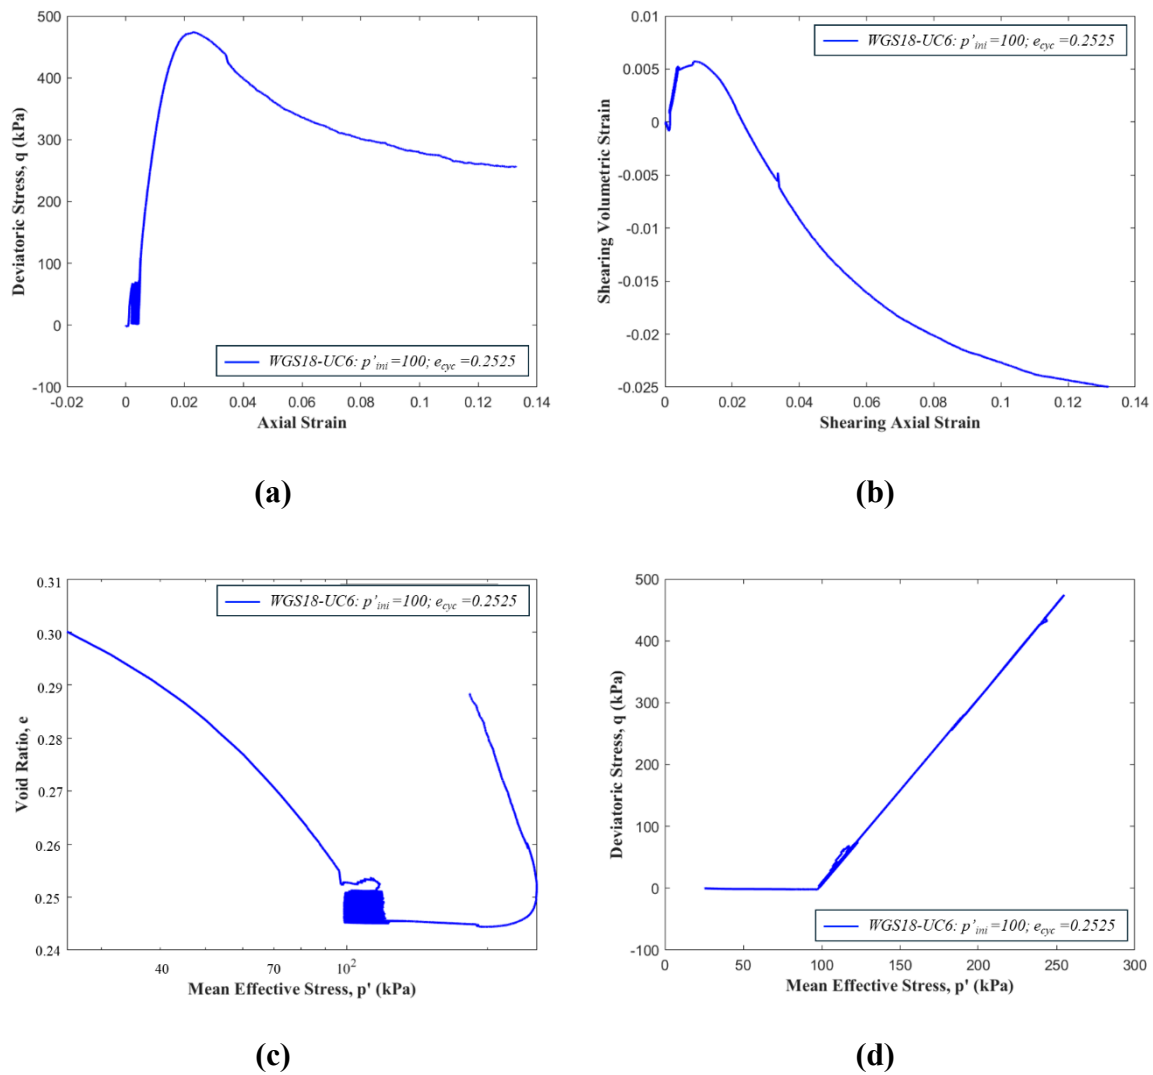 500
400
300
200
100
0
-100
-0.02 0 0.02 0.04 0.06 0.08 0.1 0.12 0.14
Deviatoric Stress, q (kPa)
Axial Strain
WGS18-UC6: p'ini =100; ecyc =0.2525
(a)
0.01
0.005
0
-0.005
-0.01
-0.015
-0.02
-0.025
0 0.02 0.04 0.06 0.08 0.1 0.12 0.14
Shearing Volumetric Strain
Shearing Axial Strain
WGS18-UC6: p'ini =100; ecyc =0.2525
(b)
0.31
0.30
0.29
0.28
0.27
0.26
0.25
0.24
40 70 10²
Void Ratio, e
Mean Effective Stress, p' (kPa)
WGS18-UC6: p'ini =100; ecyc =0.2525
(c)
500
400
300
200
100
0
-100
0 50 100 150 200 250 300
Deviatoric Stress, q (kPa)
Mean Effective Stress, p' (kPa)
WGS18-UC6: p'ini =100; ecyc =0.2525
(d)